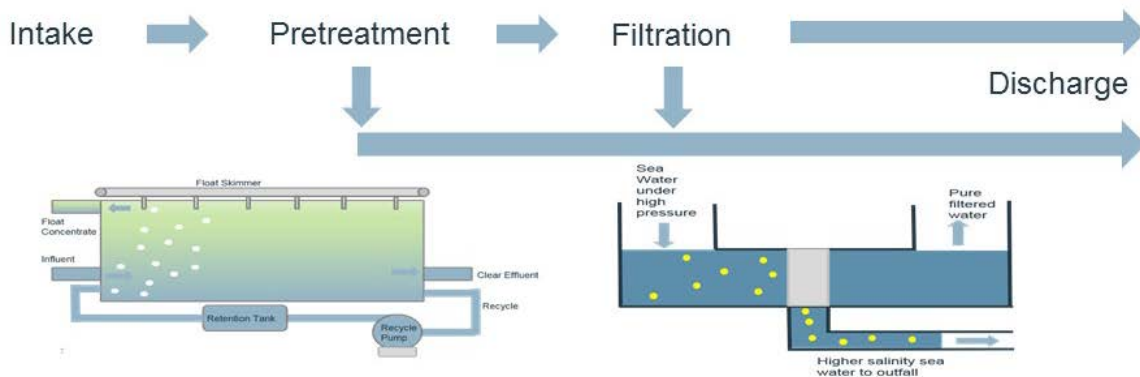 Intake
Pretreatment
Filtration
Discharge
Float Skimmer
Float
Concentrate
Influent
Clear Effluent
Recycle
Retention Tank
Recycle
Pump
Sea
Water
under
high
pressure
Pure
filtered
water
Higher salinity sea
water to outfall